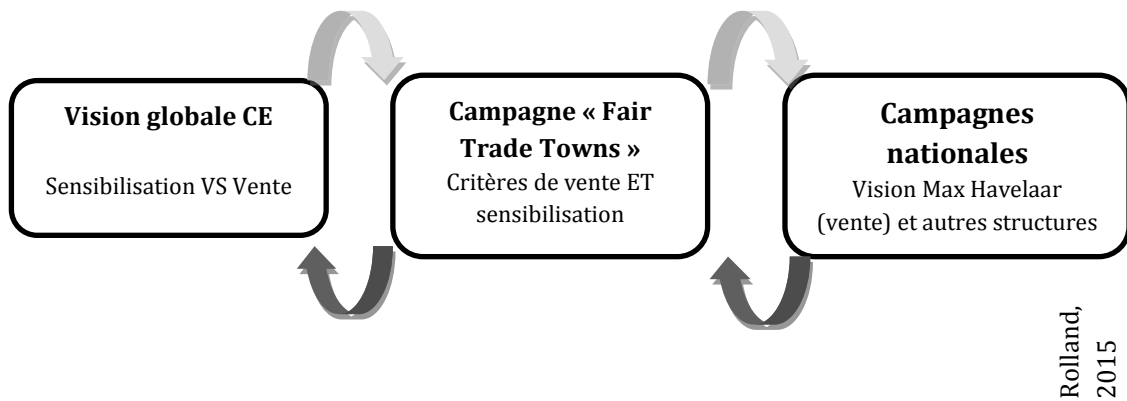 Vision globale CE
Sensibilisation VS Vente
Campagne « Fair
Trade Towns »
Critères de vente ET
sensibilisation
Campagnes
nationales
Vision Max Havelaar
(vente) et autres structures
Rolland,
2015